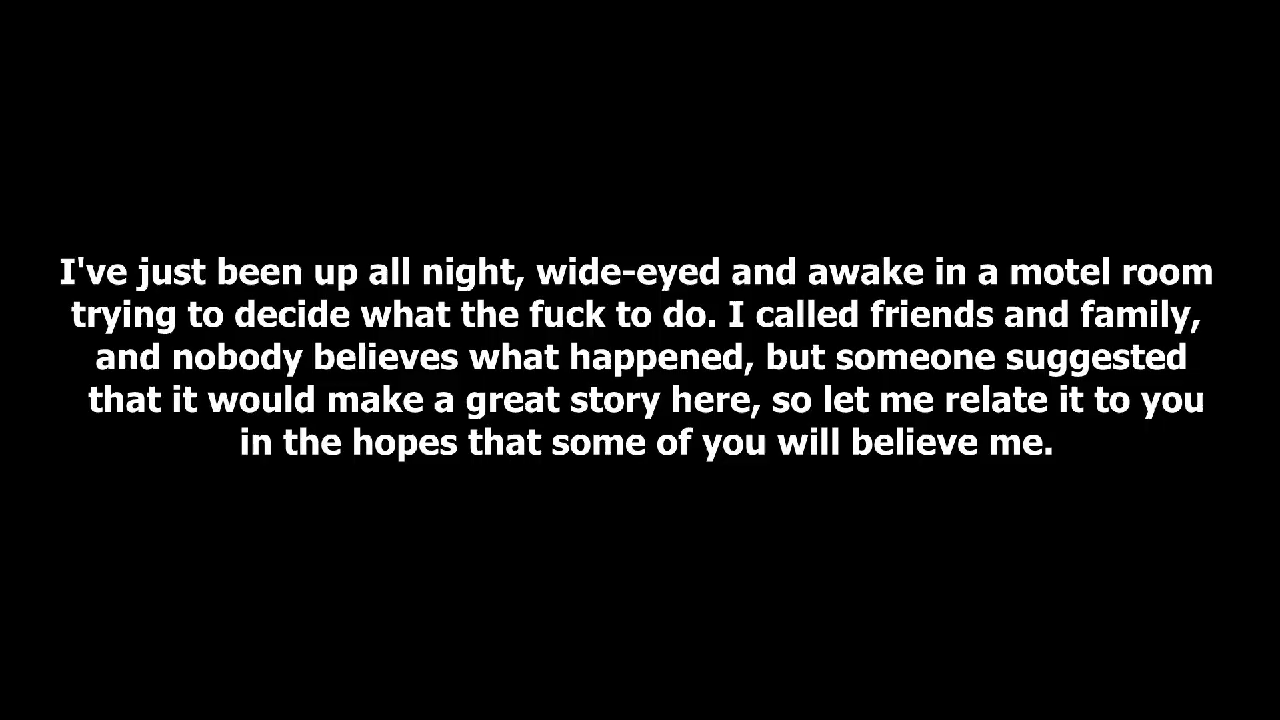 I've just been up all night, wide-eyed and awake in a motel room
trying to decide what the fuck to do. I called friends and family,
and nobody believes what happened, but someone suggested
that it would make a great story here, so let me relate it to you
in the hopes that some of you will believe me.